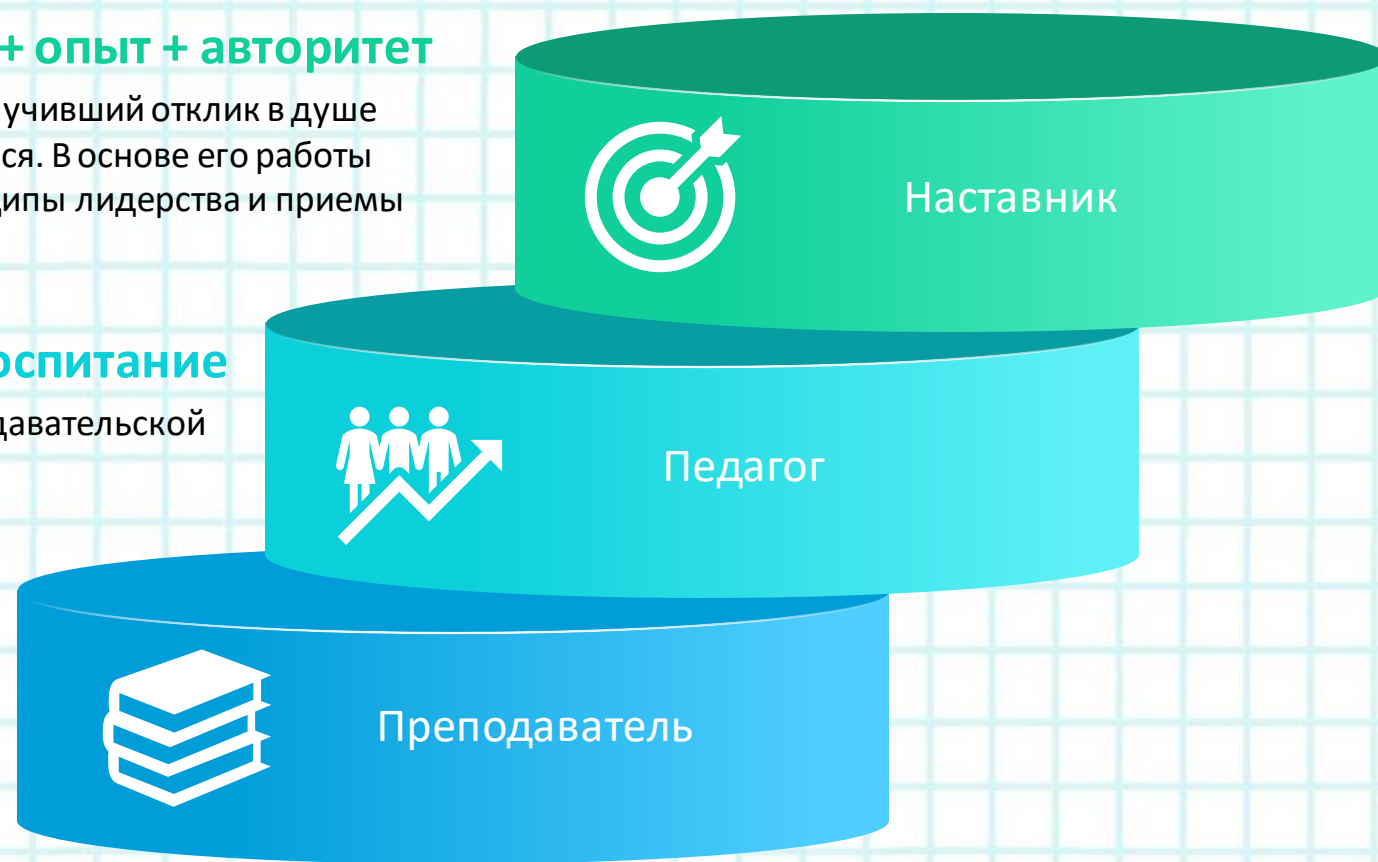 + опыт + авторитет
учивший отклик в душе
ся. В основе его работы
ципы лидерства и приемы
Наставник
оспитание
давательской
Педагог
Преподаватель